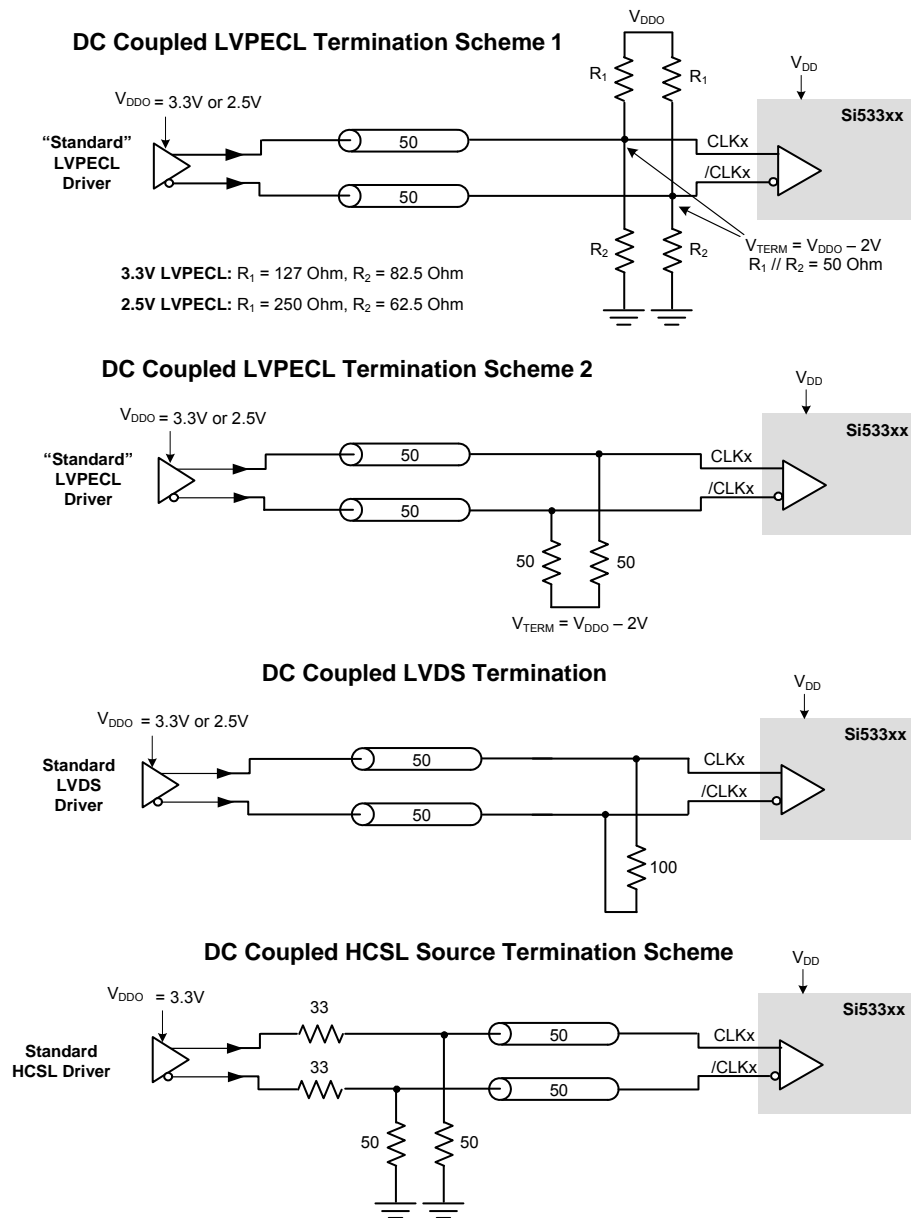 DC Coupled LVPECL Termination Scheme 1
VDDO
R1
R1
VDD
Si533xx
VDDO = 3.3V or 2.5V
“Standard”
LVPECL
Driver
50
50
CLKx
/CLKx
R2
R2
VTERM = VDDO – 2V
R1 // R2 = 50 Ohm
3.3V LVPECL: R1 = 127 Ohm, R2 = 82.5 Ohm
2.5V LVPECL: R1 = 250 Ohm, R2 = 62.5 Ohm
DC Coupled LVPECL Termination Scheme 2
VDD
Si533xx
VDDO = 3.3V or 2.5V
“Standard”
LVPECL
Driver
50
50
CLKx
/CLKx
50
50
VTERM = VDDO – 2V
DC Coupled LVDS Termination
VDD
Si533xx
VDDO = 3.3V or 2.5V
Standard
LVDS
Driver
50
50
CLKx
/CLKx
100
DC Coupled HCSL Source Termination Scheme
VDD
Si533xx
VDDO = 3.3V
Standard
HCSL Driver
33
33
50
50
CLKx
/CLKx
50
50